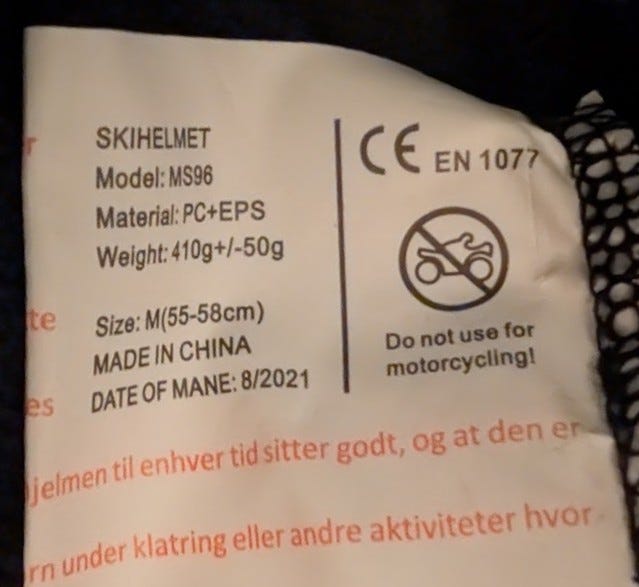 SKIHELMET
Model: MS96
Material: PC+EPS
Weight: 410g+/-50g
Size: M(55-58cm)
MADE IN CHINA
DATE OF MANE: 8/2021
CE EN 1077
Do not use for
motorcycling!
jelmen til enhver tid sitter godt, og at den er
rn under klatring eller andre aktiviteter hvor